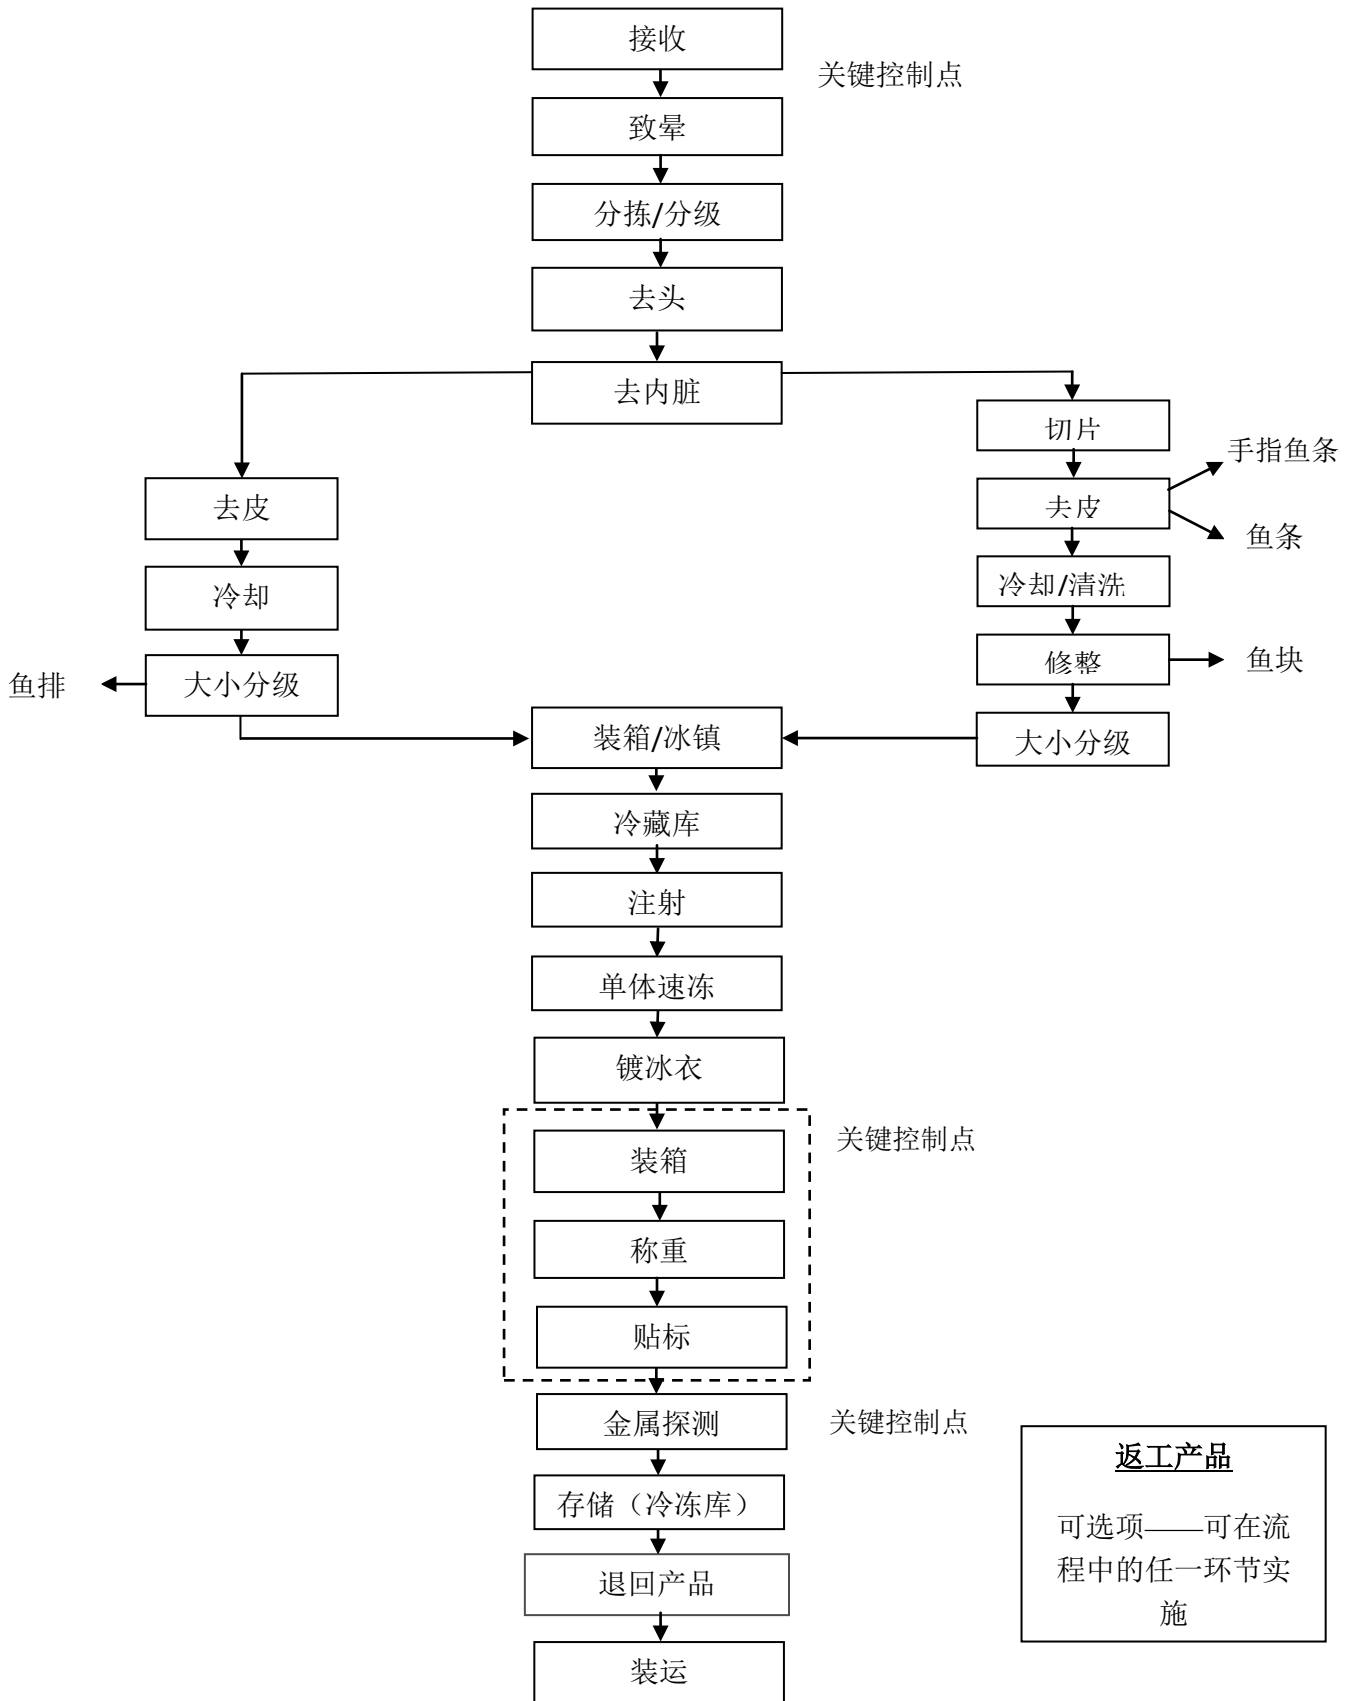 接收
关键控制点
致晕
分拣/分级
去头
去内脏
切片
手指鱼条
去皮
去皮
鱼条
冷却
冷却/清洗
鱼排
大小分级
修整
鱼块
装箱/冰镇
大小分级
冷藏库
注射
单体速冻
镀冰衣
关键控制点
装箱
称重
贴标
金属探测
关键控制点
返工产品
存储（冷冻库）
可选项——可在流
程中的任一环节实
施
退回产品
装运